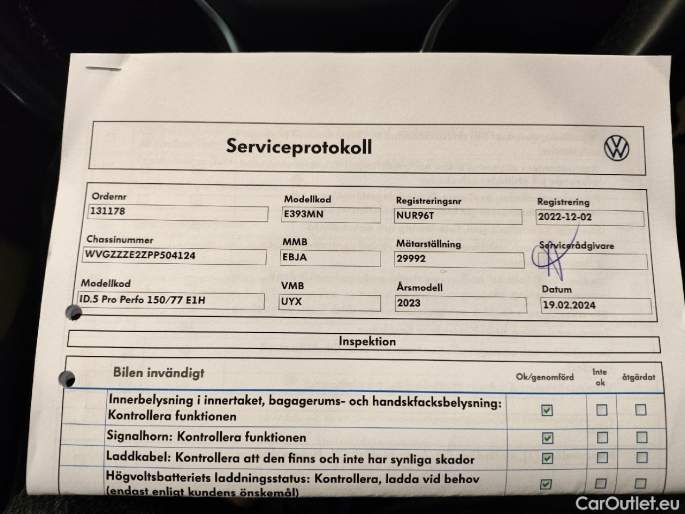 Serviceprotokoll
Ordernr Modellkod Registreringsnr Registrering
131178 E393MN NUR96T 2022-12-02
Chassinummer MMB Mätarställning Servicerådgivare
WVGZZZE2ZPP504124 EBJA 29992
Modellkod VMB Årsmodell Datum
ID.5 Pro Perfo 150/77 E1H UYX 2023 19.02.2024
Inspektion
Bilen invändigt Ok/genomförd Inte ok åtgärdat
Innerbelysning i innertaket, bagagerums- och handskfacksbelysning:
Kontrollera funktionen
Signalhorn: Kontrollera funktionen
Laddkabel: Kontrollera att den finns och inte har synliga skador
Högvoltsbatteriets laddningsstatus: Kontrollera, ladda vid behov
(endast enligt kundens önskemål)
CarOutlet.eu